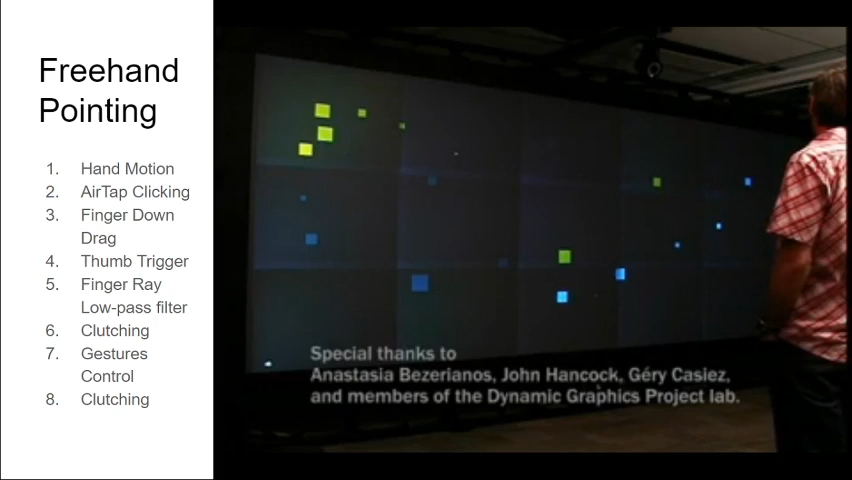 Freehand
Pointing
1. Hand Motion
2. AirTap Clicking
3. Finger Down
Drag
4. Thumb Trigger
5. Finger Ray
Low-pass filter
6. Clutching
7. Gestures
Control
8. Clutching
Special thanks to
Anastasia Bezerianos, John Hancock, Géry Casiez,
and members of the Dynamic Graphics Project lab.